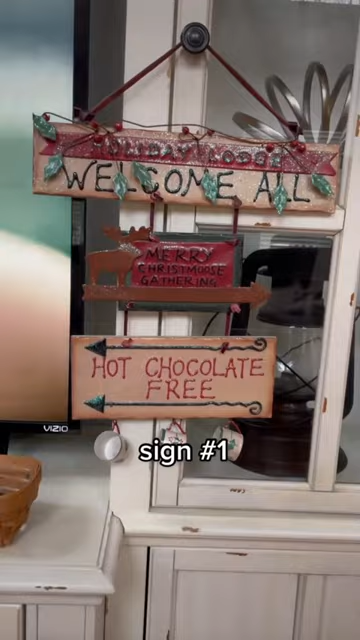 HOLIDAY LODGE
WELCOME ALL
MERRY
CHRISTMOOSE
GATHERING
HOT CHOCOLATE
FREE
VIZIO
sign #1